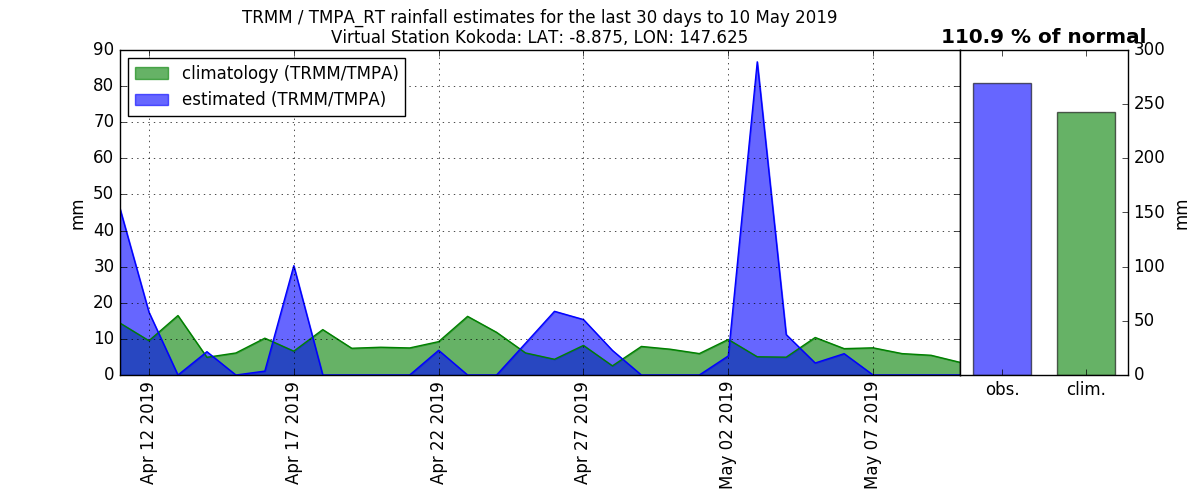 TRMM / TMPA_RT rainfall estimates for the last 30 days to 10 May 2019
Virtual Station Kokoda: LAT: -8.875, LON: 147.625
110.9 % of normal
climatology (TRMM/TMPA)
estimated (TRMM/TMPA)
90
80
70
60
50
40
30
20
10
0
mm
Apr 12 2019
Apr 17 2019
Apr 22 2019
Apr 27 2019
May 02 2019
May 07 2019
300
250
200
150
100
50
0
mm
obs.
clim.